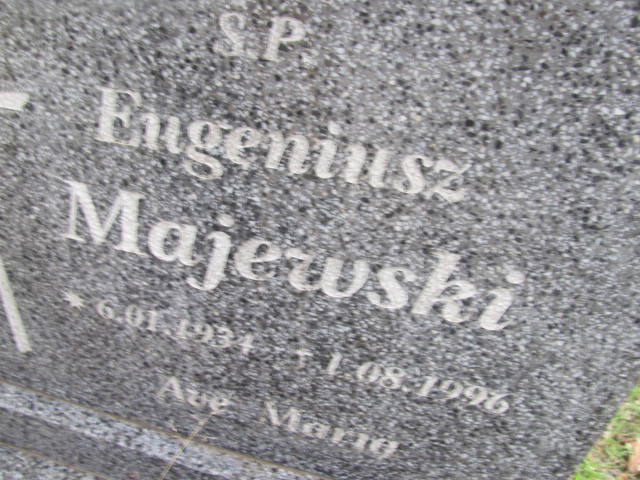 Ś.P.
Eugeniusz
Majewski
* 6.01.1934 † 1.08.1996
Ave Maria